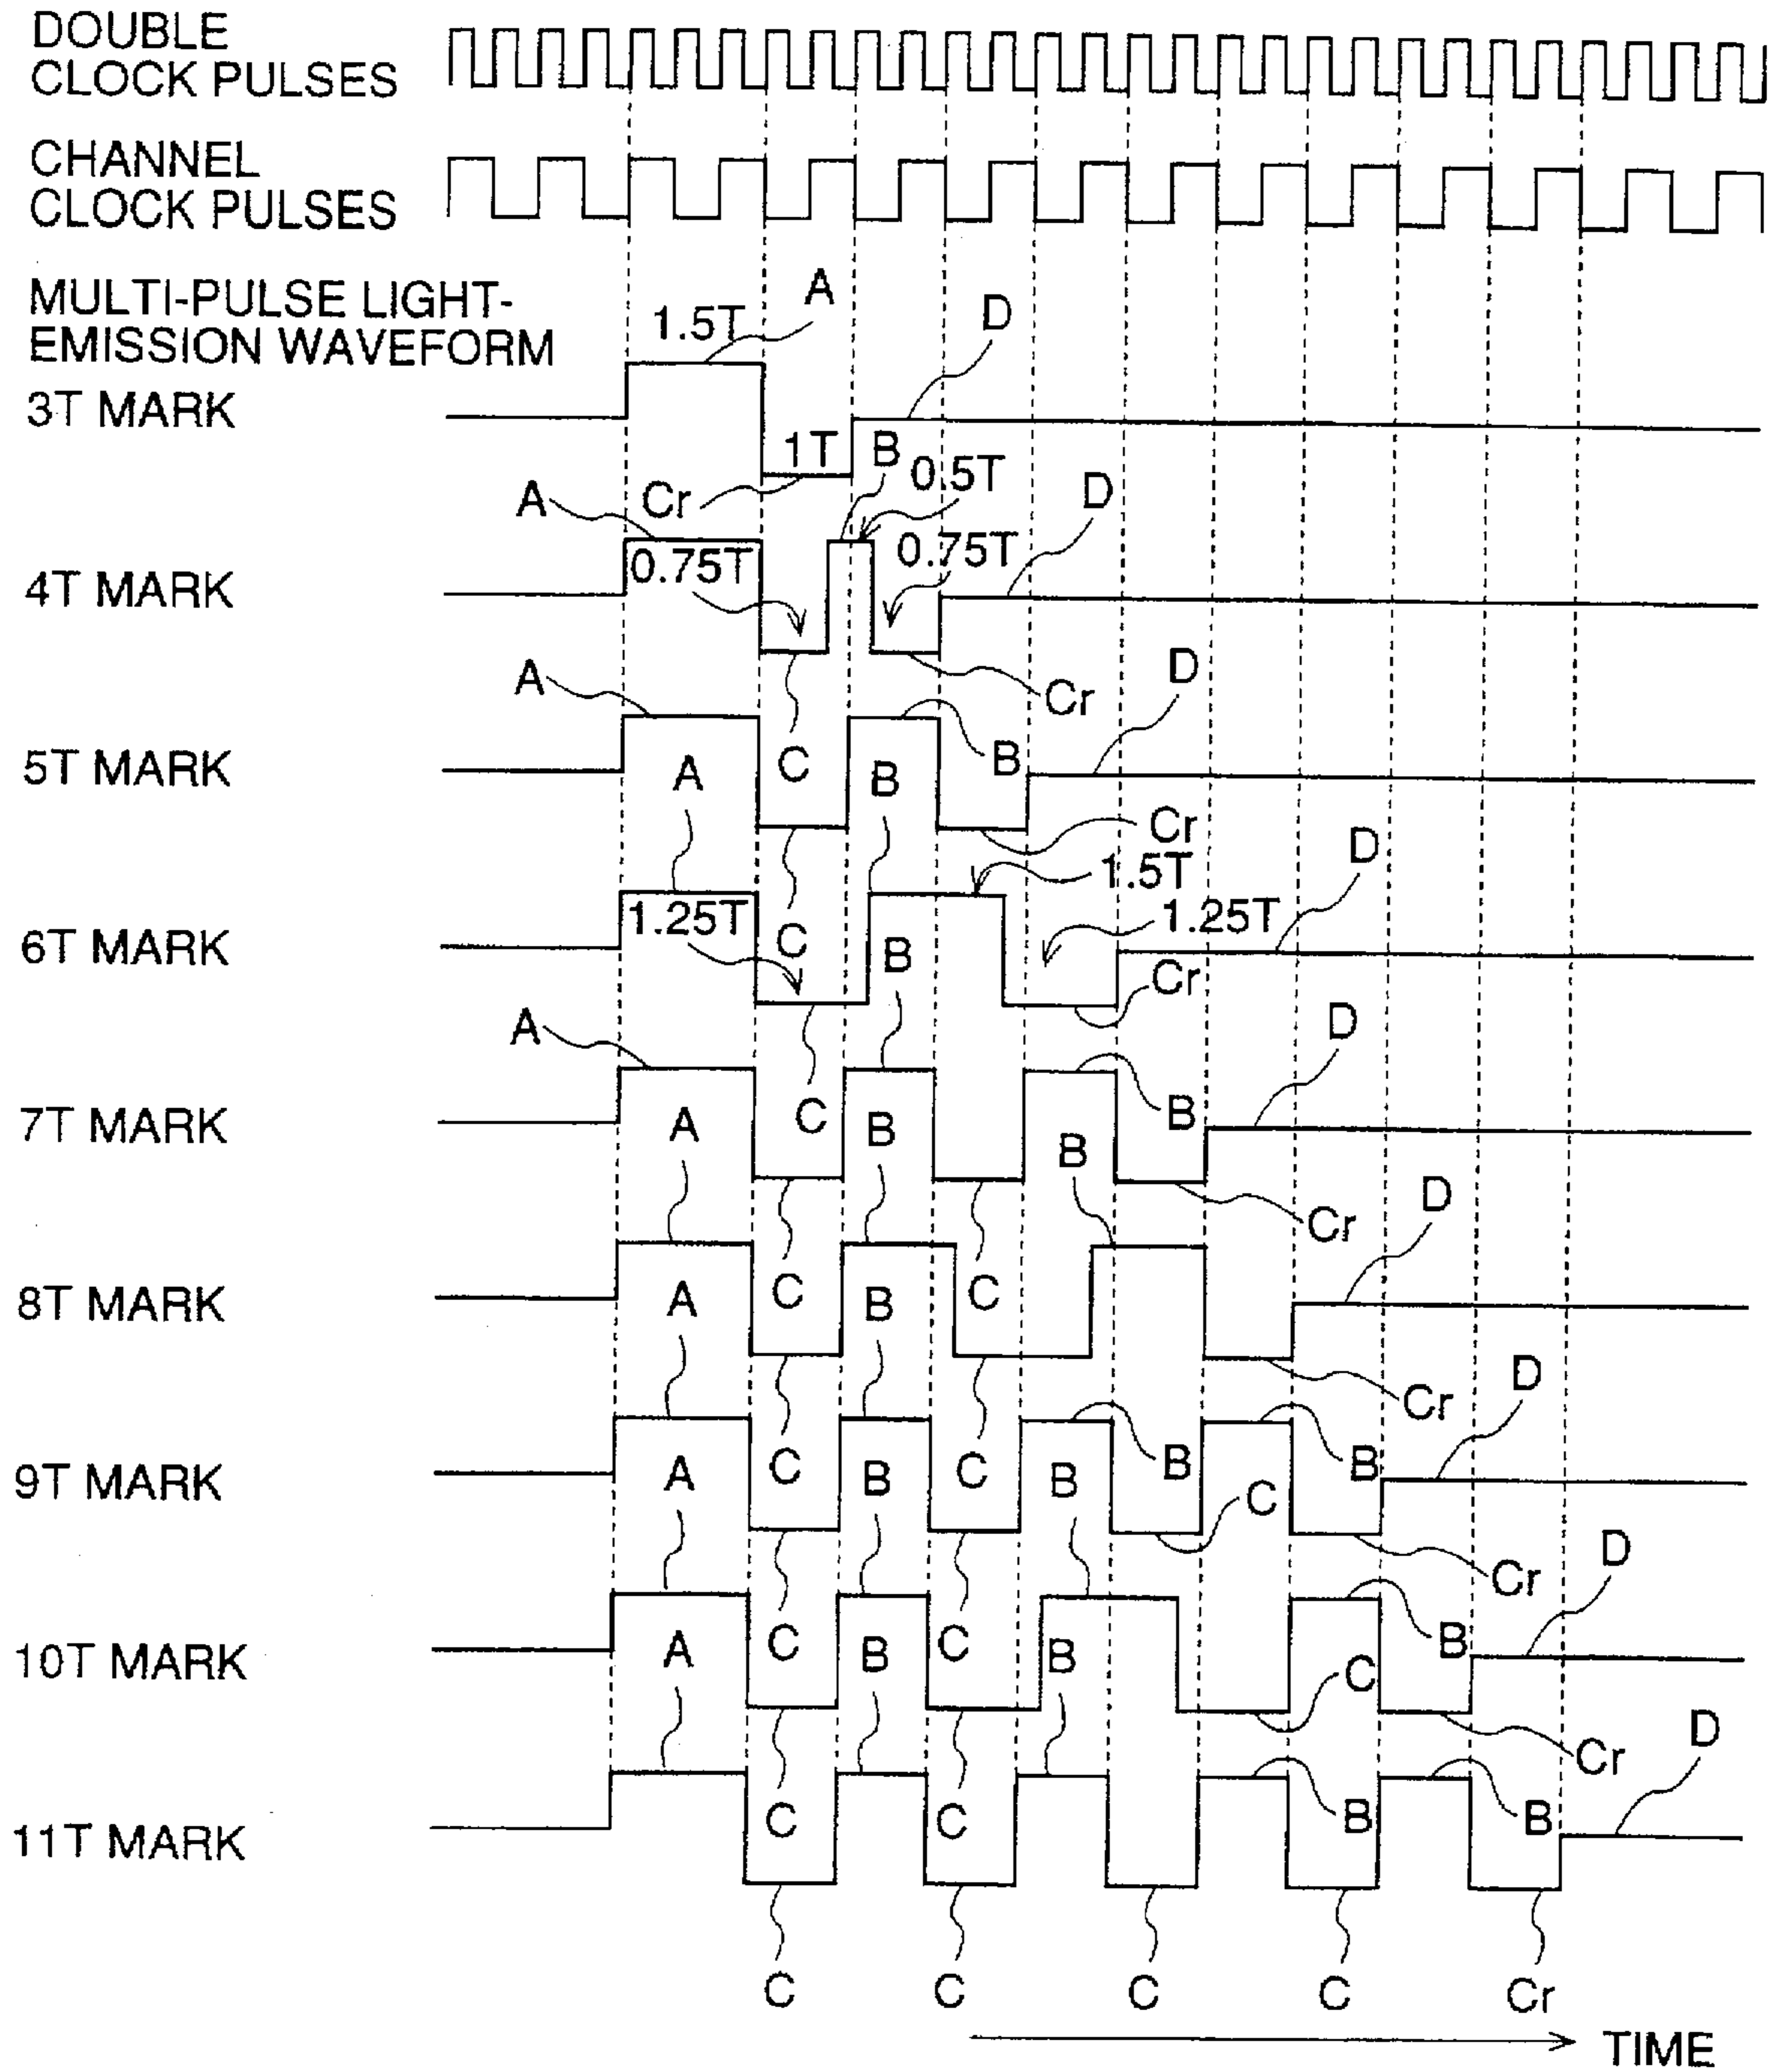 DOUBLE
CLOCK PULSES
CHANNEL
CLOCK PULSES
MULTI-PULSE LIGHT-
EMISSION WAVEFORM
A
1.5T
D
3T MARK
1T
B
0.5T
Cr
A
D
0.75T
0.75T
4T MARK
A
D
Cr
C
B
5T MARK
A
B
Cr
D
1.5T
1.25T
1.25T
C
6T MARK
B
Cr
A
D
C
B
7T MARK
A
B
B
Cr
D
C
C
8T MARK
A
B
Cr
D
C
C
B
B
9T MARK
A
B
B
C
Cr
D
C
C
B
10T MARK
A
B
B
C
Cr
D
C
C
B
B
11T MARK
C
C
C
C
Cr
TIME